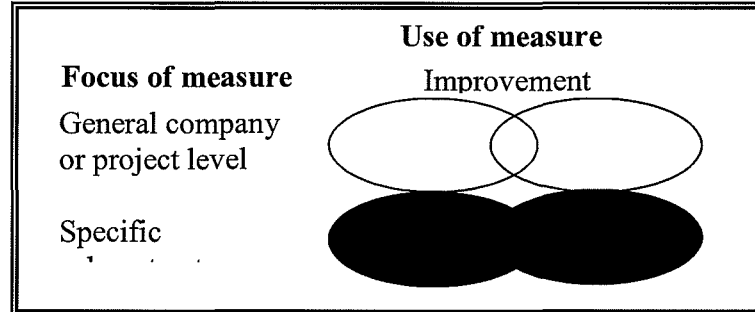 Use of measure
Focus of measure
Improvement
General company
or project level
Specific